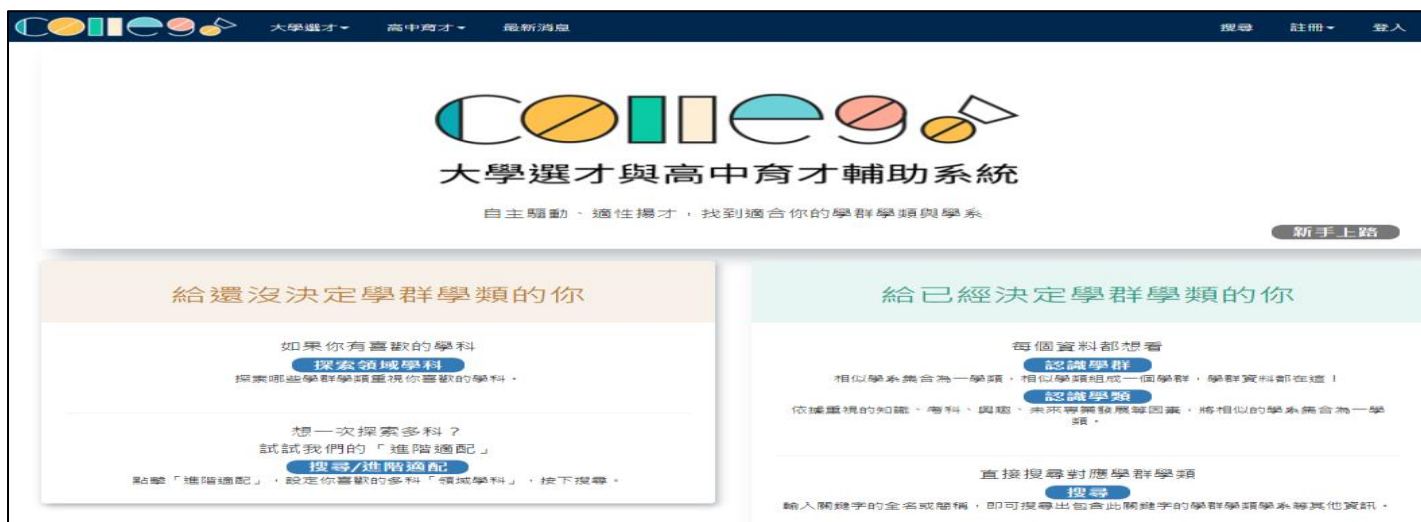 Collego 大學選才 高中育才 最新消息 搜尋 註冊 登入
Collego
大學選才與高中育才輔助系統
自主驅動、適性揚才，找到適合你的學群學類與學系
新手上路
給還沒決定學群學類的你
如果你有喜歡的學科
探索領域學科
探索哪些學群學類重視你喜歡的學科。
想一次探索多科？
試試我們的「進階適配」
搜尋/進階適配
點擊「進階適配」，設定你喜歡的多科「領域學科」，按下搜尋。
給已經決定學群學類的你
每個資料都想看
認識學群
相似學系集合為一學類，相似學類組成一個學群，學群資料都在這！
認識學類
依據重視的知識、考科、興趣、未來專業發展等因素，將相似的學系集合為一學
類。
直接搜尋對應學群學類
搜尋
輸入關鍵字的全名或簡稱，即可搜尋出包含此關鍵字的學群學類學系等其他資訊。